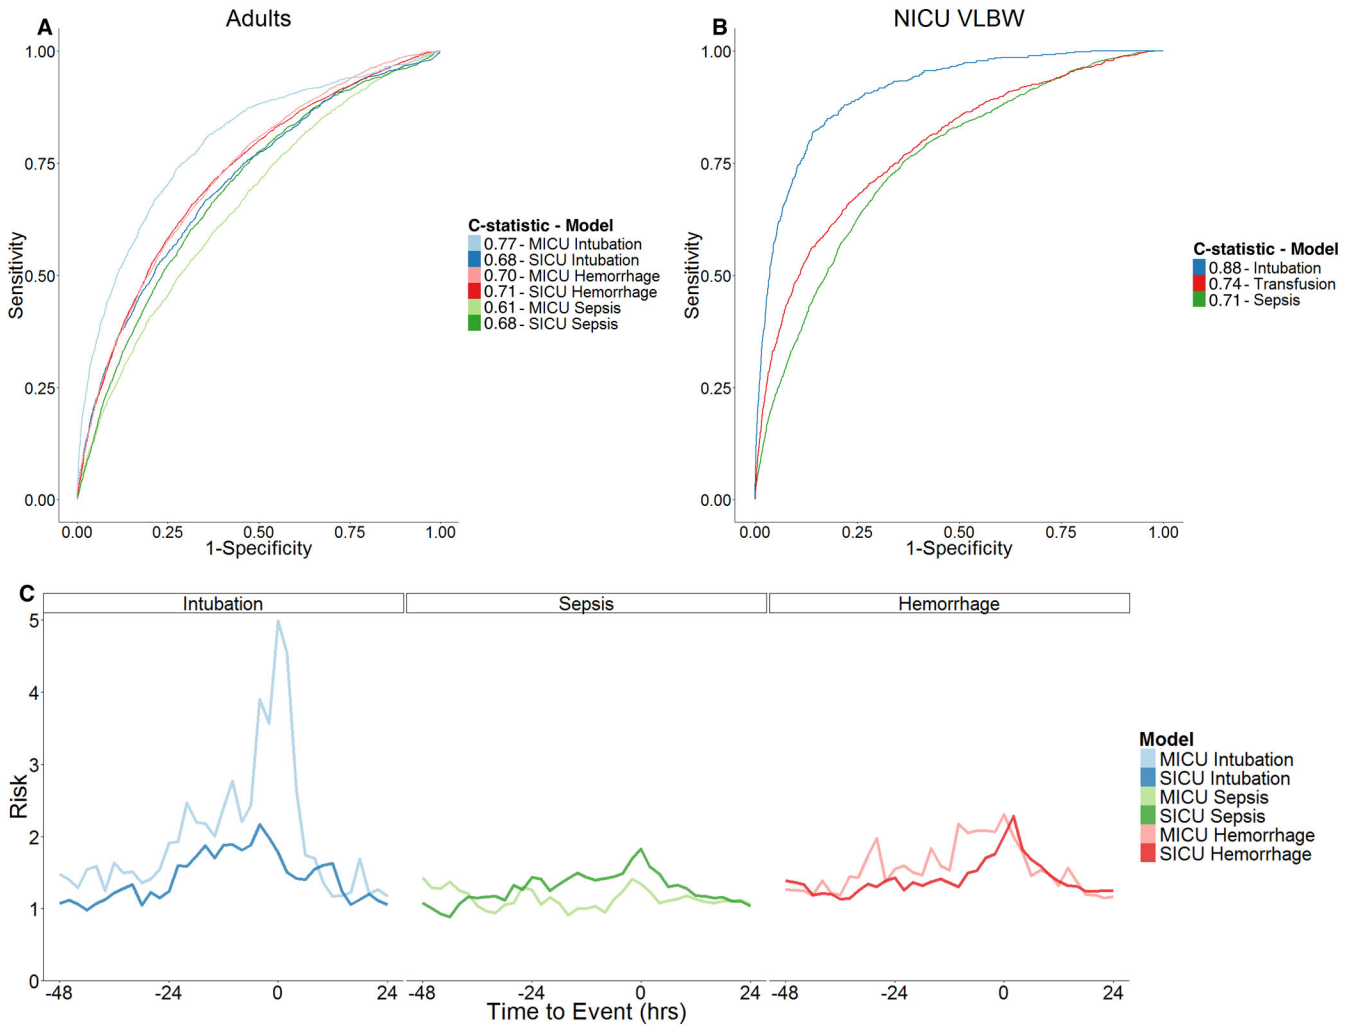 A
Adults
1.00
0.75
0.50
0.25
0.00
Sensitivity
0.00 0.25 0.50 0.75 1.00
1-Specificity
C-statistic - Model
0.77 - MICU Intubation
0.68 - SICU Intubation
0.70 - MICU Hemorrhage
0.71 - SICU Hemorrhage
0.61 - MICU Sepsis
0.68 - SICU Sepsis
B
NICU VLBW
1.00
0.75
0.50
0.25
0.00
Sensitivity
0.00 0.25 0.50 0.75 1.00
1-Specificity
C-statistic - Model
0.88 - Intubation
0.74 - Transfusion
0.71 - Sepsis
C
Intubation Sepsis Hemorrhage
5
4
3
2
1
0
Risk
-48 -24 0 24 -48 -24 0 24 -48 -24 0 24
Time to Event (hrs)
Model
MICU Intubation
SICU Intubation
MICU Sepsis
SICU Sepsis
MICU Hemorrhage
SICU Hemorrhage